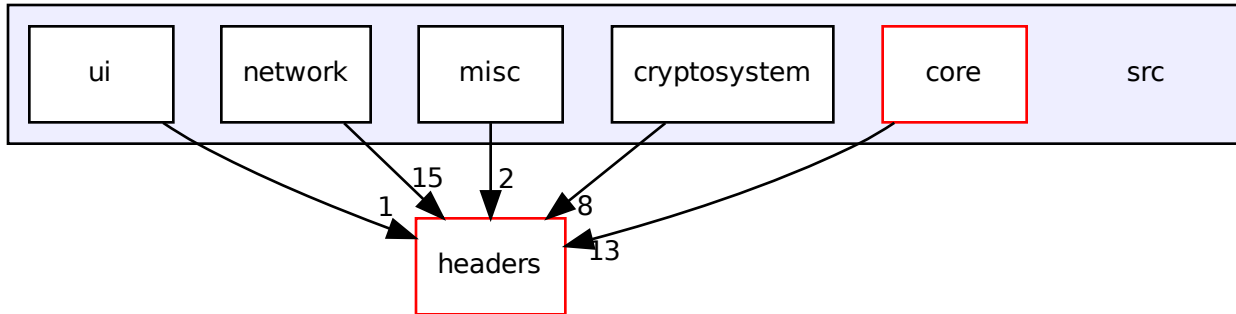 ui
network
misc
cryptosystem
core
src
1
15
2
8
13
headers